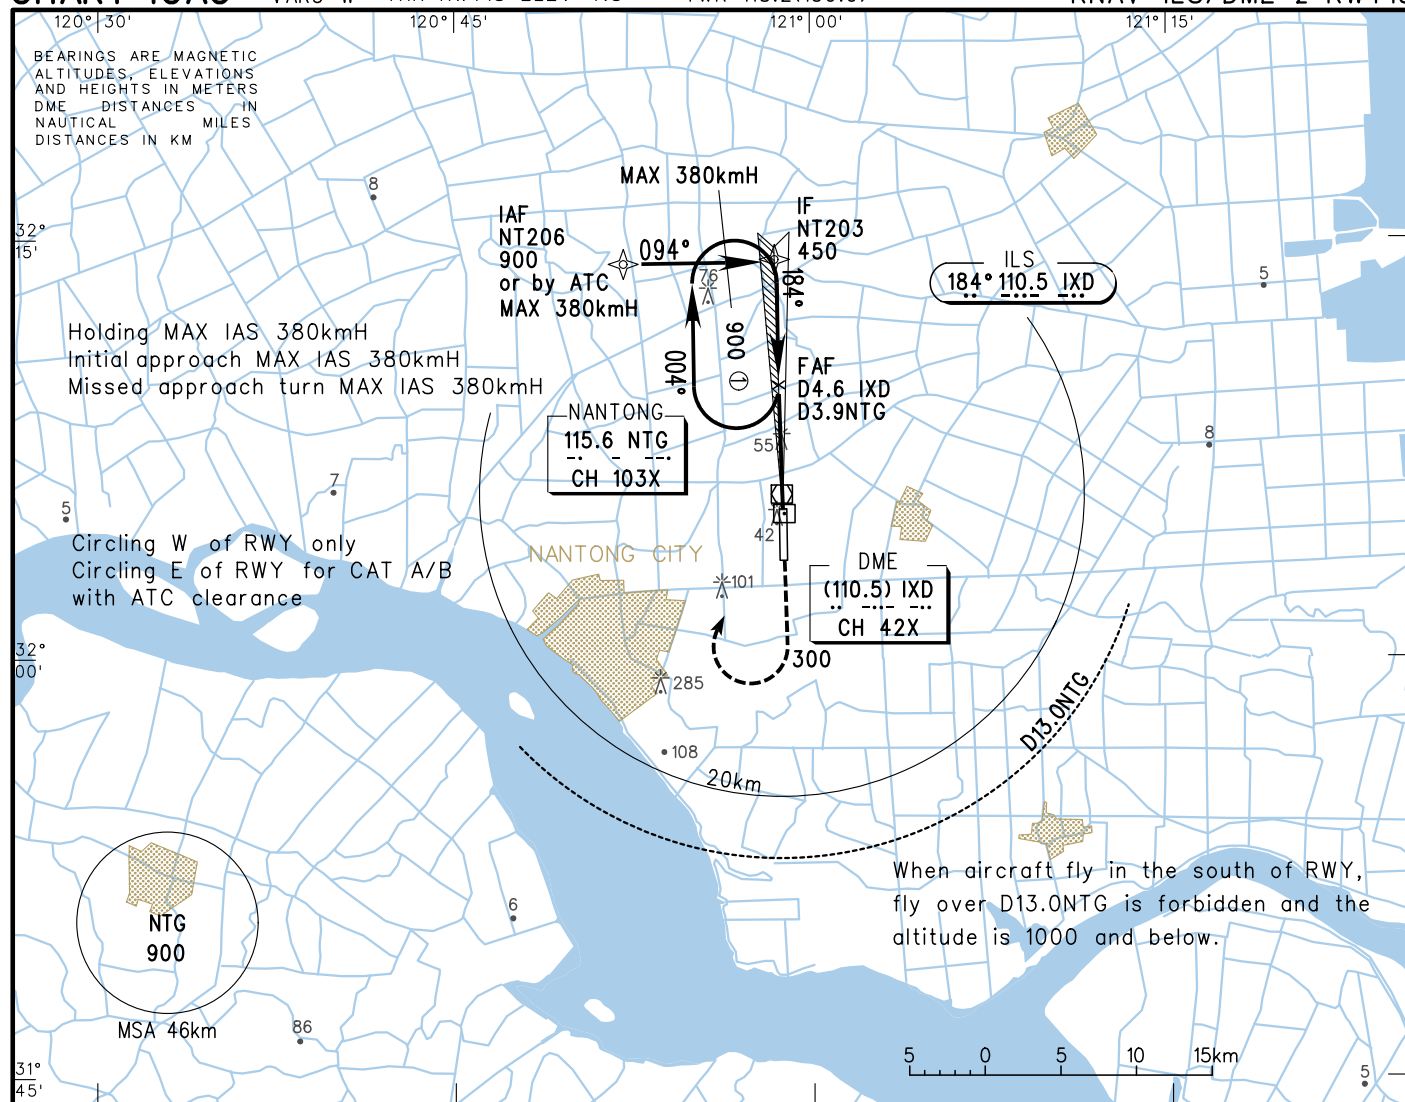 120° 30'
120° 45'
121° 00'
121° 15'
BEARINGS ARE MAGNETIC
ALTITUDES, ELEVATIONS
AND HEIGHTS IN METERS
DME DISTANCES IN
NAUTICAL MILES
DISTANCES IN KM
8
MAX 380kmH
IAF
NT206
900
or by ATC
MAX 380kmH
094°
IF
NT203
450
32°
15'
76
184°
ILS
184° 110.5 IXD
5
Holding MAX IAS 380kmH
Initial approach MAX IAS 380kmH
Missed approach turn MAX IAS 380kmH
004°
900 1
FAF
D4.6 IXD
D3.9NTG
NANTONG
115.6 NTG
CH 103X
55
8
7
5
42
Circling W of RWY only
Circling E of RWY for CAT A/B
with ATC clearance
NANTONG CITY
101
DME
(110.5) IXD
CH 42X
32°
00'
300
285
D13.0NTG
108
20km
When aircraft fly in the south of RWY,
fly over D13.0NTG is forbidden and the
altitude is 1000 and below.
6
NTG
900
MSA 46km
86
5 0 5 10 15km
31°
45'
5